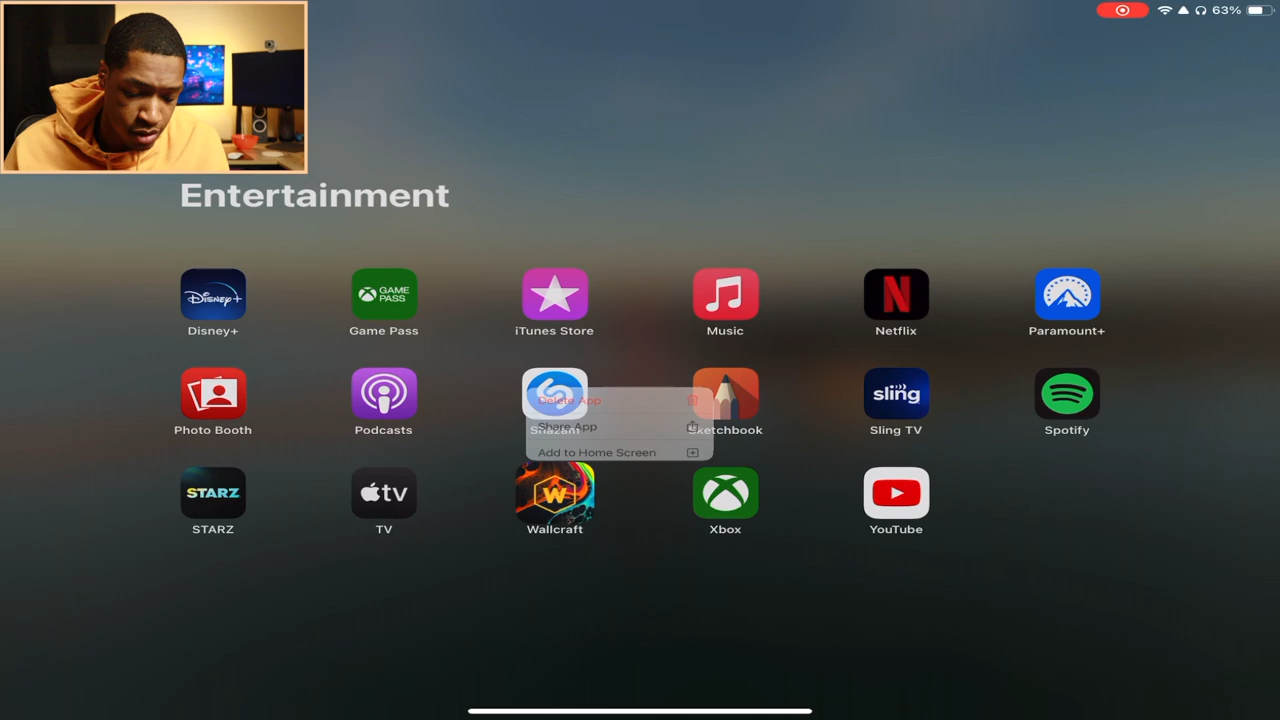 63%
Entertainment
Disney+
GAME PASS
Disney+
Game Pass
iTunes Store
Music
N
Netflix
Paramount+
Photo Booth
Podcasts
Delete App
Share App
Shazam
Add to Home Screen
Sketchbook
sling
Sling TV
Spotify
STARZ
STARZ
tv
TV
W
Wallcraft
Xbox
YouTube